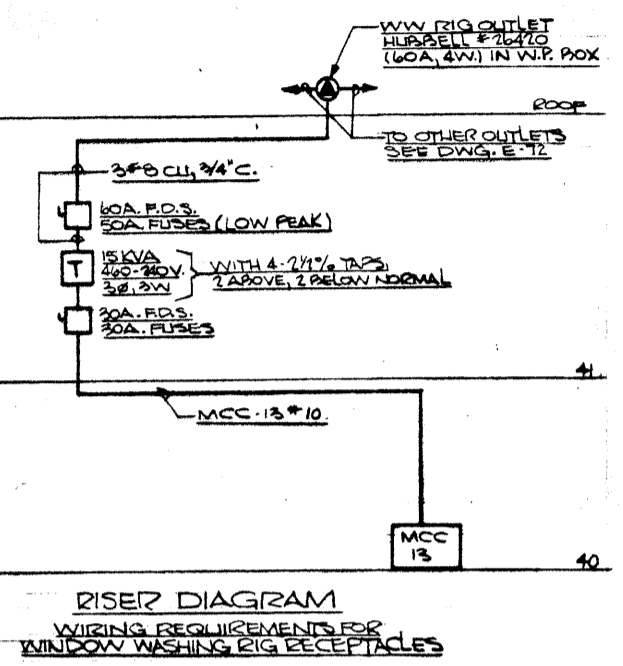 WW RIG OUTLET
HUBBELL #26420
(60A, 4W.) IN W.P. BOX
ROOF
TO OTHER OUTLETS
SEE DWG. E-72
3#8 CU, 3/4" C.
60A. F.D.S.
50A. FUSES (LOW PEAK)
T
15 KVA
460-240V.
3Ø, 3W
WITH 4-2 1/2% TAPS,
2 ABOVE, 2 BELOW NORMAL
30A. F.D.S.
30A. FUSES
41
MCC-13 #10.
MCC
13
40
RISER DIAGRAM
WIRING REQUIREMENTS FOR
WINDOW WASHING RIG RECEPTACLES